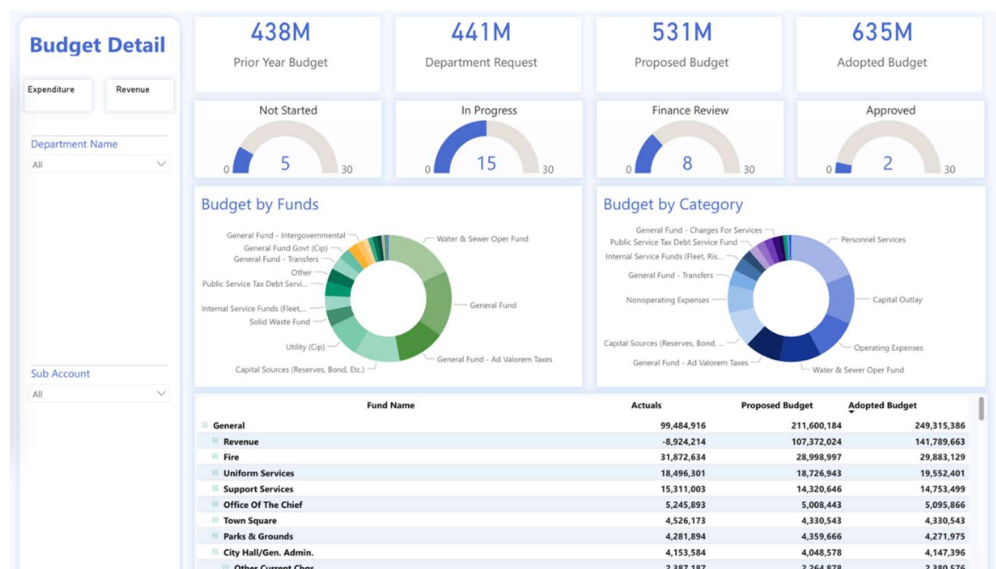 Budget Detail
Expenditure
Revenue
Department Name
All
Sub Account
All
438M
Prior Year Budget
441M
Department Request
531M
Proposed Budget
635M
Adopted Budget
Not Started
5
0
30
In Progress
15
0
30
Finance Review
8
0
30
Approved
2
0
30
Budget by Funds
General Fund - Intergovernmental
General Fund Govt (Cip)
General Fund - Transfers
Other
Public Service Tax Debt Servi...
Internal Service Funds (Fleet,...
Solid Waste Fund
Utility (Cip)
Capital Sources (Reserves, Bond, Etc.)
Water & Sewer Oper Fund
General Fund
General Fund - Ad Valorem Taxes
Budget by Category
General Fund - Charges For Services
Public Service Tax Debt Service Fund
Internal Service Funds (Fleet, Ris...
General Fund - Transfers
Nonoperating Expenses
Capital Sources (Reserves, Bond, ...
General Fund - Ad Valorem Taxes
Personnel Services
Capital Outlay
Operating Expenses
Water & Sewer Oper Fund
Fund Name Actuals Proposed Budget Adopted Budget
General 99,484,916 211,600,184 249,315,386
Revenue -8,924,214 107,372,024 141,789,663
Fire 31,872,634 28,998,997 29,883,129
Uniform Services 18,496,301 18,726,943 19,552,401
Support Services 15,311,003 14,320,646 14,753,499
Office Of The Chief 5,245,893 5,008,443 5,095,866
Town Square 4,526,173 4,330,543 4,330,543
Parks & Grounds 4,281,894 4,359,666 4,271,975
City Hall/Gen. Admin. 4,153,584 4,048,578 4,147,396
Other Current Chgs 2,387,187 2,264,878 2,380,576